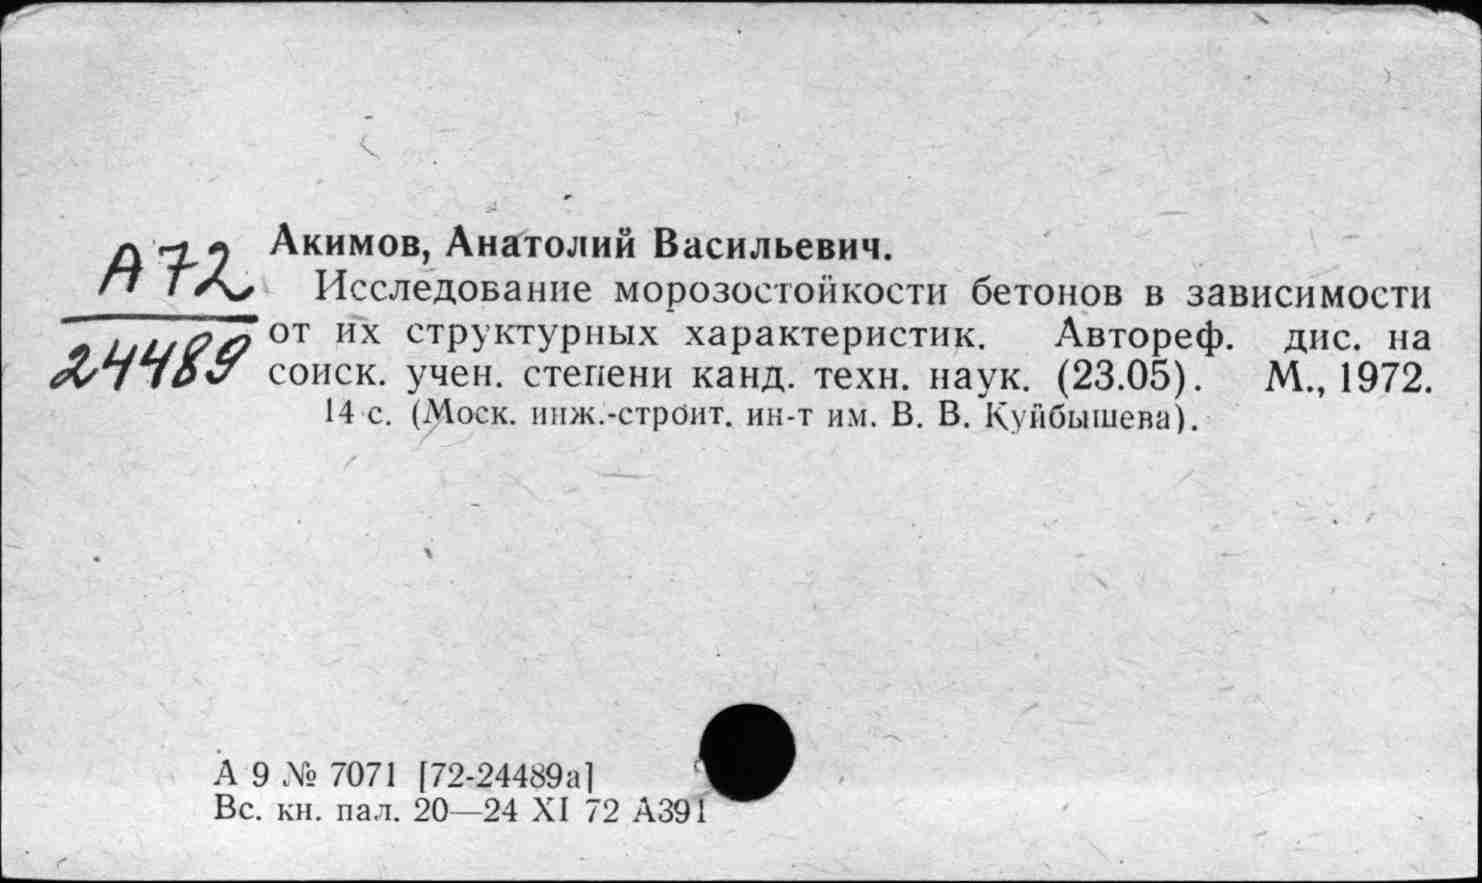 А72
24489
Акимов, Анатолий Васильевич.
Исследование морозостойкости бетонов в зависимости
от их структурных характеристик. Автореф. дис. на
соиск. учен. степени канд. техн. наук. (23.05). М., 1972.
14 с. (Моск. инж.-строит. ин-т им. В. В. Куйбышева).
А 9 № 7071 [72-24489а]
Вс. кн. пал. 20—24 XI 72 А391